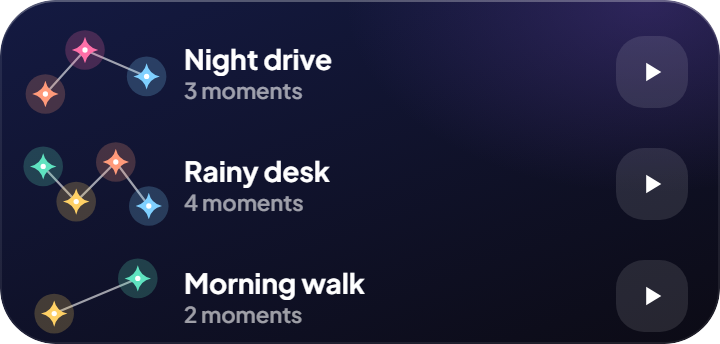 Night drive
3 moments
Rainy desk
4 moments
Morning walk
2 moments